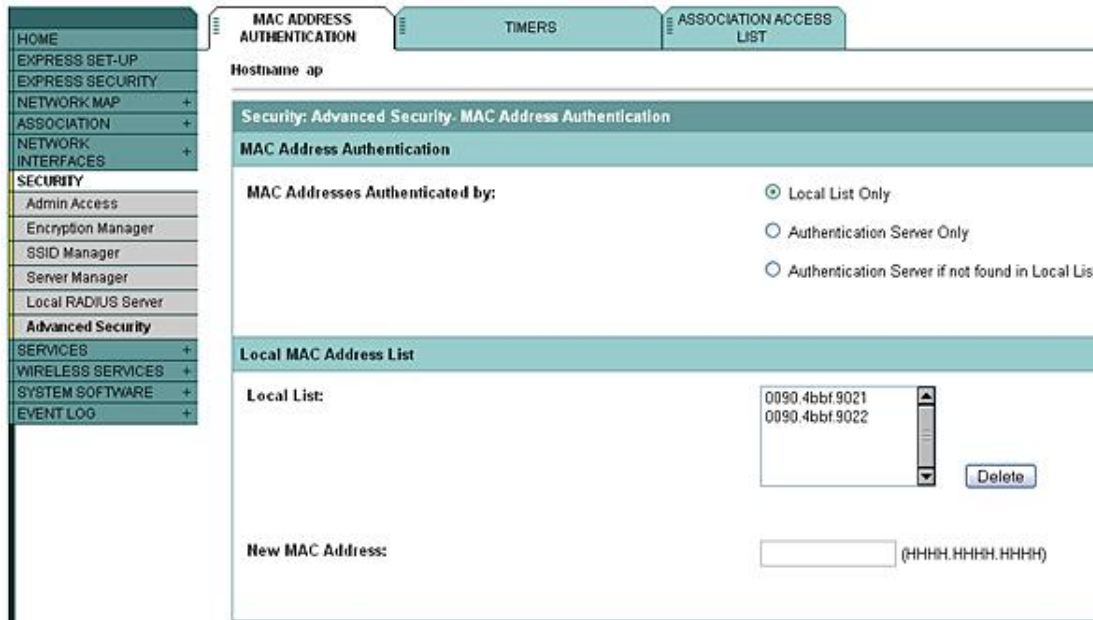 MAC ADDRESS
AUTHENTICATION
TIMERS
ASSOCIATION ACCESS
LIST
HOME
EXPRESS SET-UP
EXPRESS SECURITY
NETWORK MAP +
ASSOCIATION +
NETWORK
INTERFACES +
SECURITY
Admin Access
Encryption Manager
SSID Manager
Server Manager
Local RADIUS Server
Advanced Security
SERVICES +
WIRELESS SERVICES +
SYSTEM SOFTWARE +
EVENT LOG +
Hostname ap
Security: Advanced Security- MAC Address Authentication
MAC Address Authentication
MAC Addresses Authenticated by:
Local List Only
Authentication Server Only
Authentication Server if not found in Local Lis
Local MAC Address List
Local List:
0090.4bbf.9021
0090.4bbf.9022
Delete
New MAC Address:
(HHHH.HHHH.HHHH)